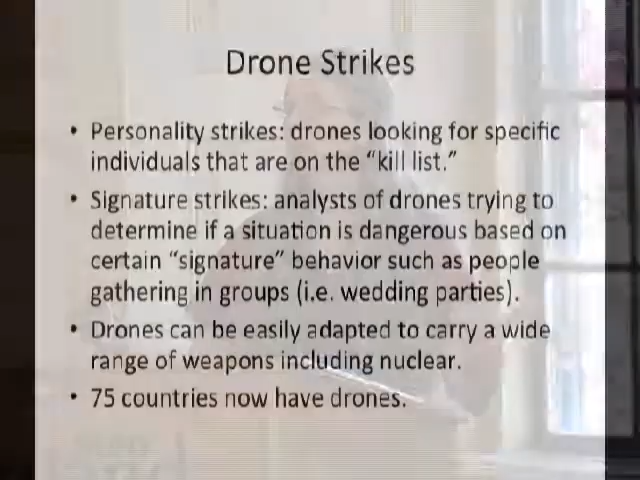 Drone Strikes
• Personality strikes: drones looking for specific
individuals that are on the “kill list.”
• Signature strikes: analysts of drones trying to
determine if a situation is dangerous based on
certain “signature” behavior such as people
gathering in groups (i.e. wedding parties).
• Drones can be easily adapted to carry a wide
range of weapons including nuclear.
• 75 countries now have drones.